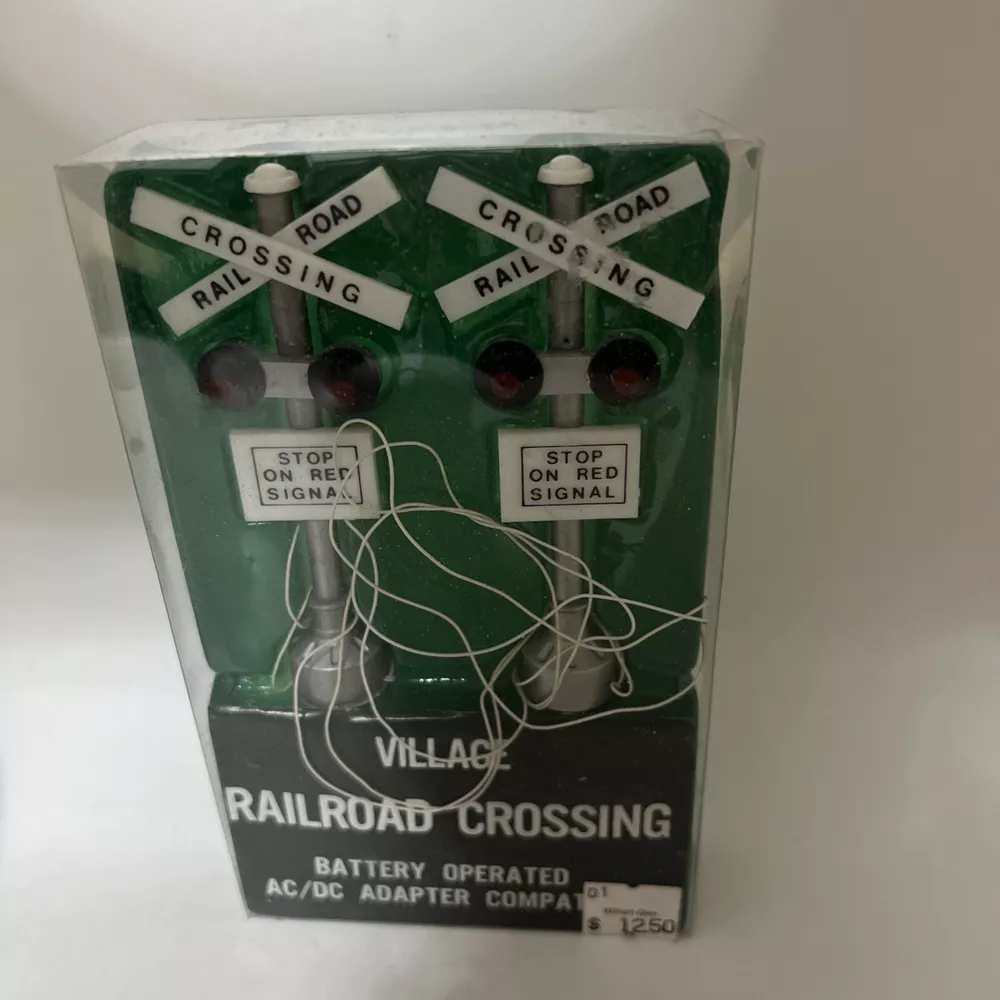 CROSSING
RAIL ROAD
CROSSING
RAIL ROAD
STOP
ON RED
SIGNAL
STOP
ON RED
SIGNAL
VILLAGE
RAILROAD CROSSING
BATTERY OPERATED
AC/DC ADAPTER COMPAT
01
$ 12.50